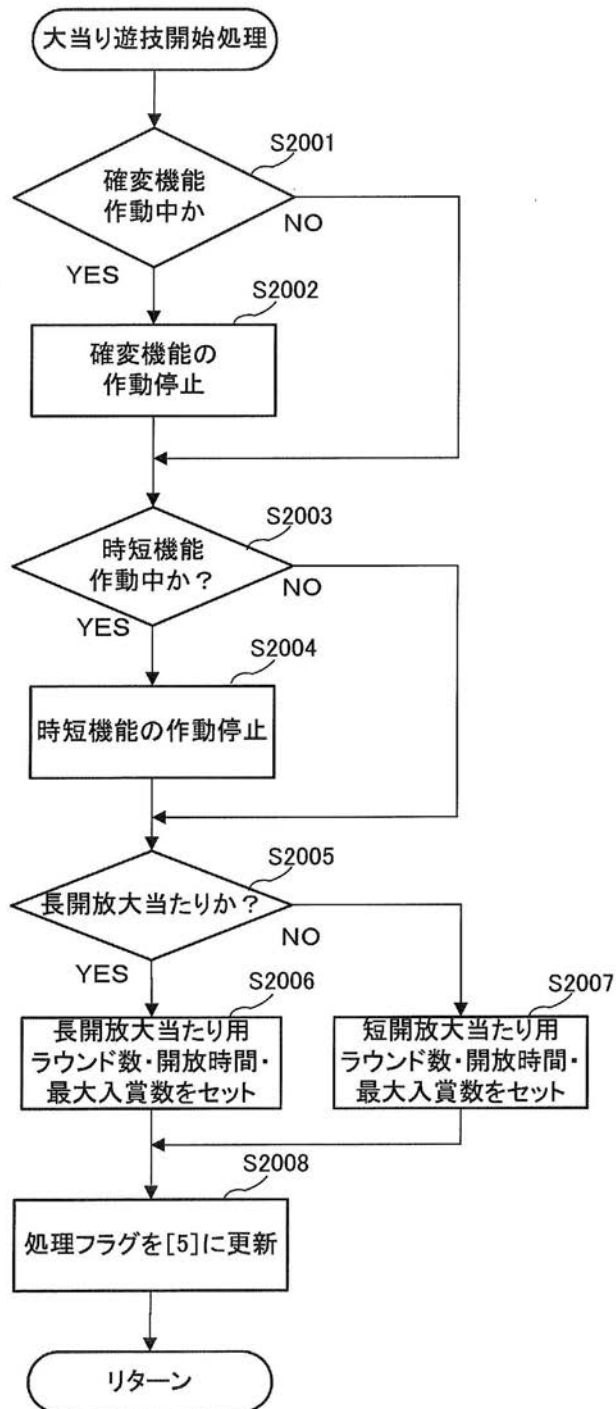 大当り遊技開始処理
S2001
確変機能
作動中か
NO
YES
S2002
確変機能の
作動停止
S2003
時短機能
作動中か？
NO
YES
S2004
時短機能の作動停止
S2005
長開放大当たりか？
NO
YES
S2006
長開放大当たり用
ラウンド数・開放時間・
最大入賞数をセット
S2007
短開放大当たり用
ラウンド数・開放時間・
最大入賞数をセット
S2008
処理フラグを[5]に更新
リターン